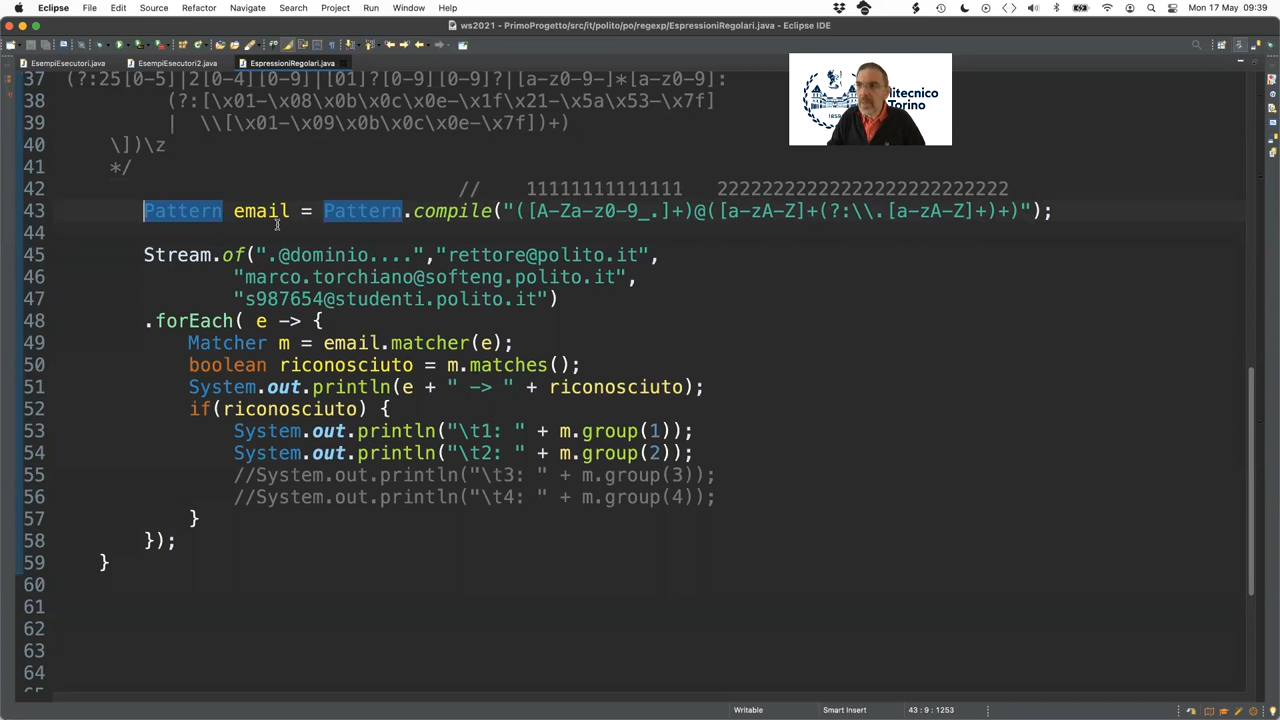 Eclipse File Edit Source Refactor Navigate Search Project Run Window Help Mon 17 May 09:39
ws2021 - PrimoProgetto/src/it/polito/po/regexp/EspressioniRegolari.java - Eclipse IDE
EsempiEsecutori.java EsempiEsecutori2.java EspressioniRegolari.java
37 (?:25[0-5]|2[0-4][0-9]|[01]?[0-9][0-9]?|[a-z0-9-]*[a-z0-9]:
38 (?:[\x01-\x08\x0b\x0c\x0e-\x1f\x21-\x5a\x53-\x7f]
39 | \\[\x01-\x09\x0b\x0c\x0e-\x7f])+)
40 \])\z
41 */
42 // 11111111111111 22222222222222222222222222
43 Pattern email = Pattern.compile("([A-Za-z0-9_.]+)@([a-zA-Z]+(?:\\.[a-zA-Z]+)+)");
44
45 Stream.of(".@dominio....","rettore@polito.it",
46 "marco.torchiano@softeng.polito.it",
47 "s987654@studenti.polito.it")
48 .forEach( e -> {
49 Matcher m = email.matcher(e);
50 boolean riconosciuto = m.matches();
51 System.out.println(e + " -> " + riconosciuto);
52 if(riconosciuto) {
53 System.out.println("\t1: " + m.group(1));
54 System.out.println("\t2: " + m.group(2));
55 //System.out.println("\t3: " + m.group(3));
56 //System.out.println("\t4: " + m.group(4));
57 }
58 });
59 }
60
61
62
63
64
Politecnico
Torino
1859
Writable Smart Insert 43 : 9 : 1253